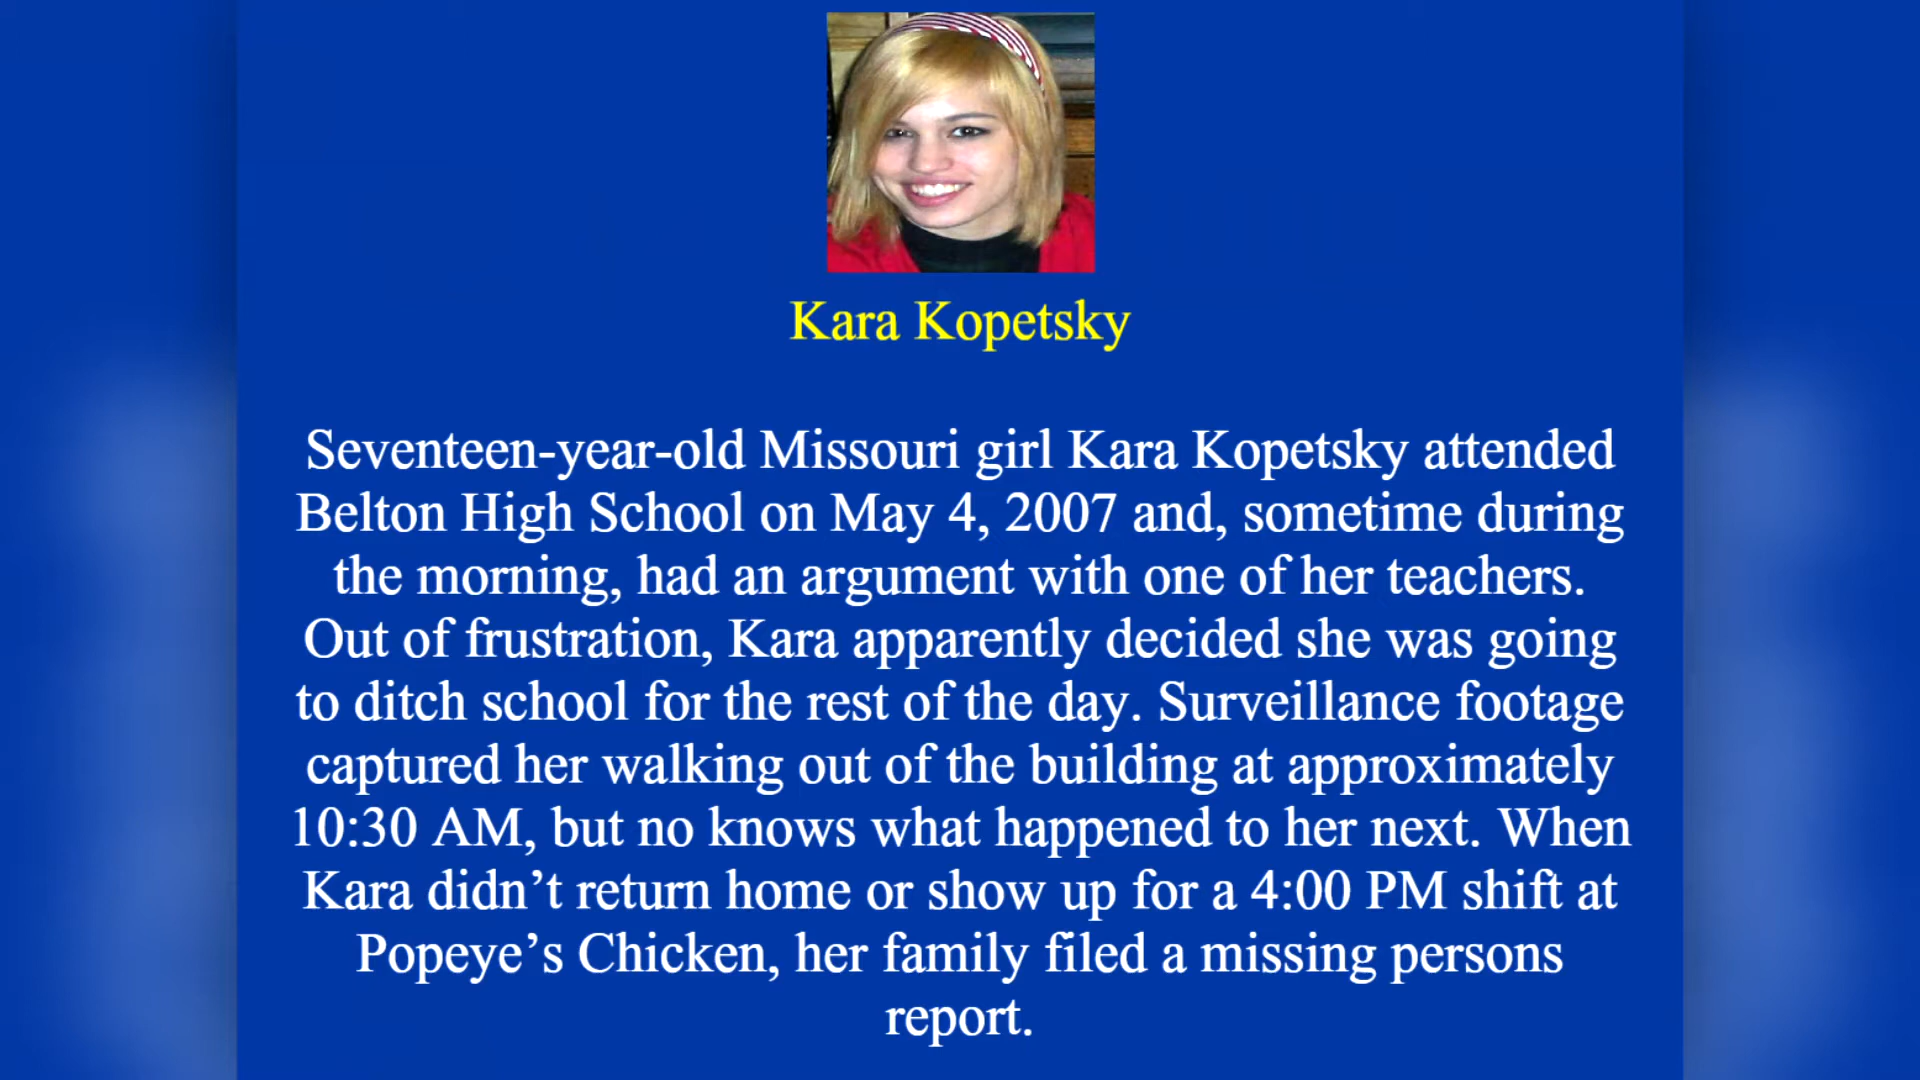 Kara Kopetsky
Seventeen-year-old Missouri girl Kara Kopetsky attended
Belton High School on May 4, 2007 and, sometime during
the morning, had an argument with one of her teachers.
Out of frustration, Kara apparently decided she was going
to ditch school for the rest of the day. Surveillance footage
captured her walking out of the building at approximately
10:30 AM, but no knows what happened to her next. When
Kara didn’t return home or show up for a 4:00 PM shift at
Popeye’s Chicken, her family filed a missing persons
report.